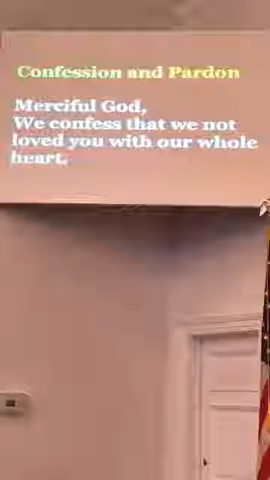 Confession and Pardon
Merciful God,
We confess that we not
loved you with our whole
heart.